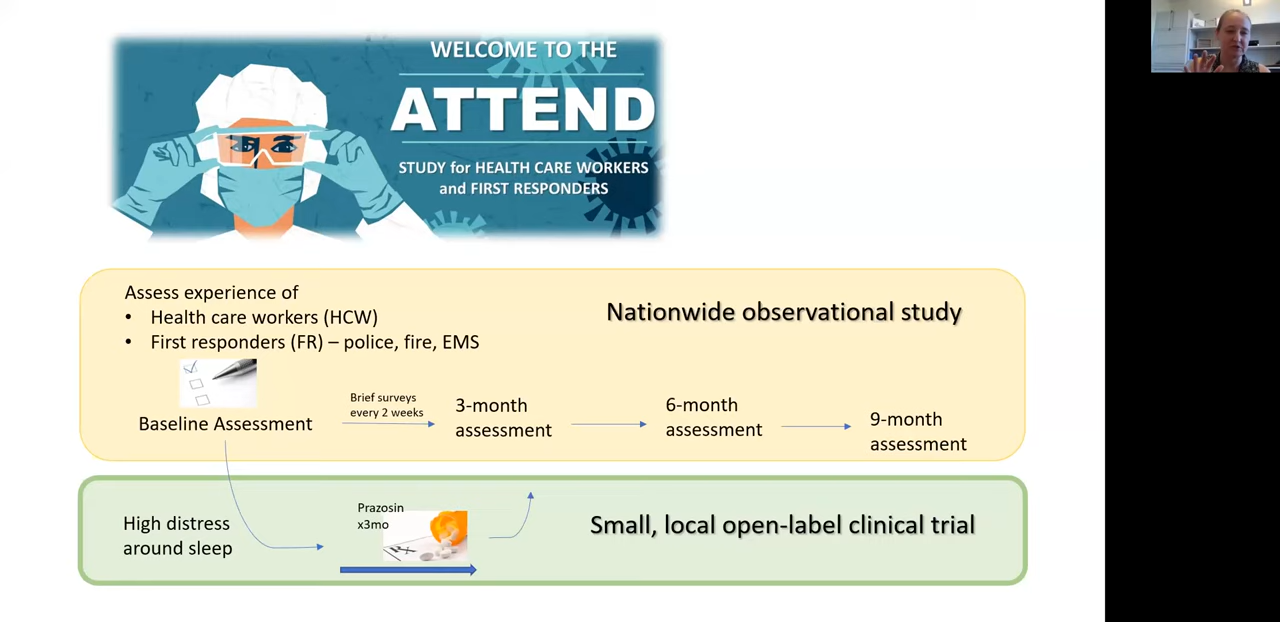 WELCOME TO THE
ATTEND
STUDY for HEALTH CARE WORKERS
and FIRST RESPONDERS
Assess experience of
• Health care workers (HCW)
• First responders (FR) – police, fire, EMS
Nationwide observational study
Baseline Assessment
Brief surveys
every 2 weeks
3-month
assessment
6-month
assessment
9-month
assessment
High distress
around sleep
Prazosin
x3mo
Small, local open-label clinical trial